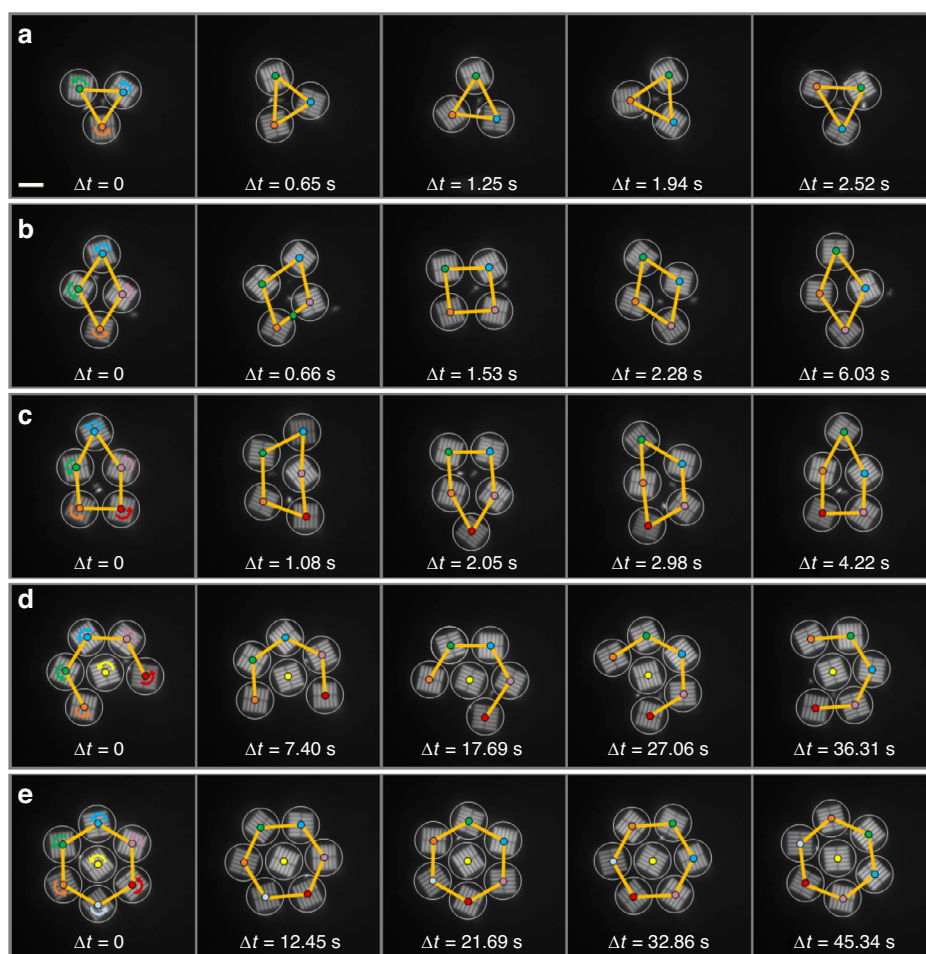 a
Δt = 0
Δt = 0.65 s
Δt = 1.25 s
Δt = 1.94 s
Δt = 2.52 s
b
Δt = 0
Δt = 0.66 s
Δt = 1.53 s
Δt = 2.28 s
Δt = 6.03 s
c
Δt = 0
Δt = 1.08 s
Δt = 2.05 s
Δt = 2.98 s
Δt = 4.22 s
d
Δt = 0
Δt = 7.40 s
Δt = 17.69 s
Δt = 27.06 s
Δt = 36.31 s
e
Δt = 0
Δt = 12.45 s
Δt = 21.69 s
Δt = 32.86 s
Δt = 45.34 s